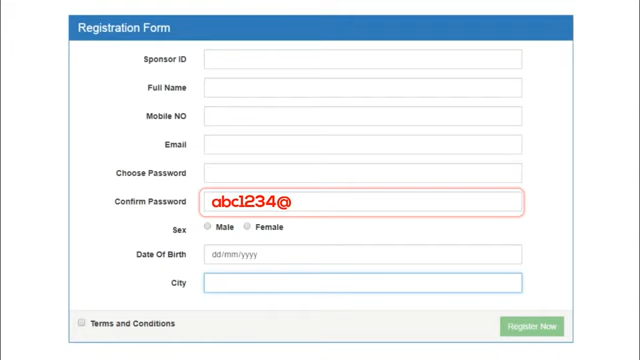 Registration Form
Sponsor ID
Full Name
Mobile NO
Email
Choose Password
Confirm Password abc1234@
Sex Male Female
Date Of Birth dd/mm/yyyy
City
Terms and Conditions Register Now